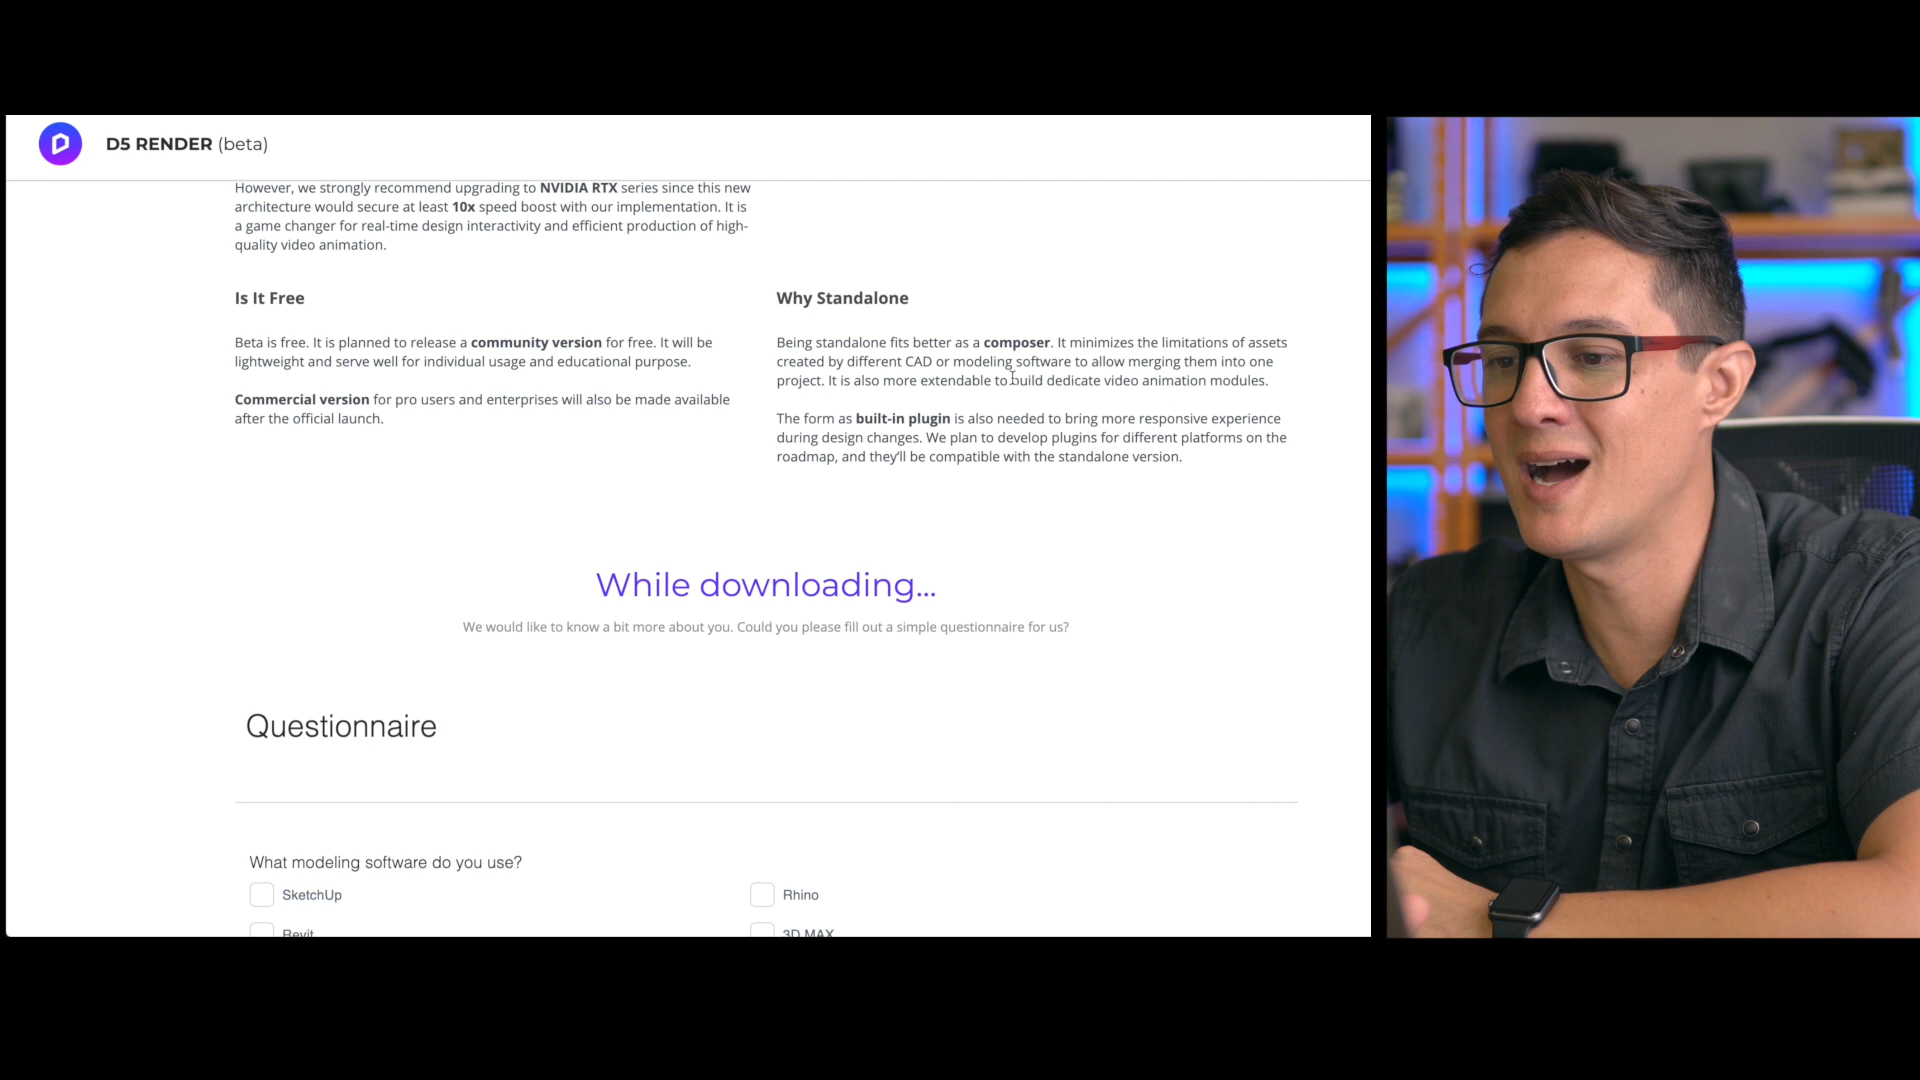 D5 RENDER (beta)
However, we strongly recommend upgrading to NVIDIA RTX series since this new
architecture would secure at least 10x speed boost with our implementation. It is
a game changer for real-time design interactivity and efficient production of high-
quality video animation.
Is It Free
Beta is free. It is planned to release a community version for free. It will be
lightweight and serve well for individual usage and educational purpose.
Commercial version for pro users and enterprises will also be made available
after the official launch.
Why Standalone
Being standalone fits better as a composer. It minimizes the limitations of assets
created by different CAD or modeling software to allow merging them into one
project. It is also more extendable to build dedicate video animation modules.
The form as built-in plugin is also needed to bring more responsive experience
during design changes. We plan to develop plugins for different platforms on the
roadmap, and they'll be compatible with the standalone version.
While downloading...
We would like to know a bit more about you. Could you please fill out a simple questionnaire for us?
Questionnaire
What modeling software do you use?
SketchUp
Rhino
Revit
3D MAX